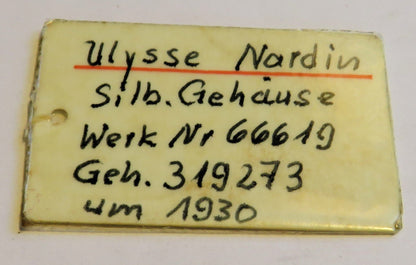 Ulysse Nardin
Silb. Gehäuse
Werk Nr 66619
Geh. 319273
um 1930